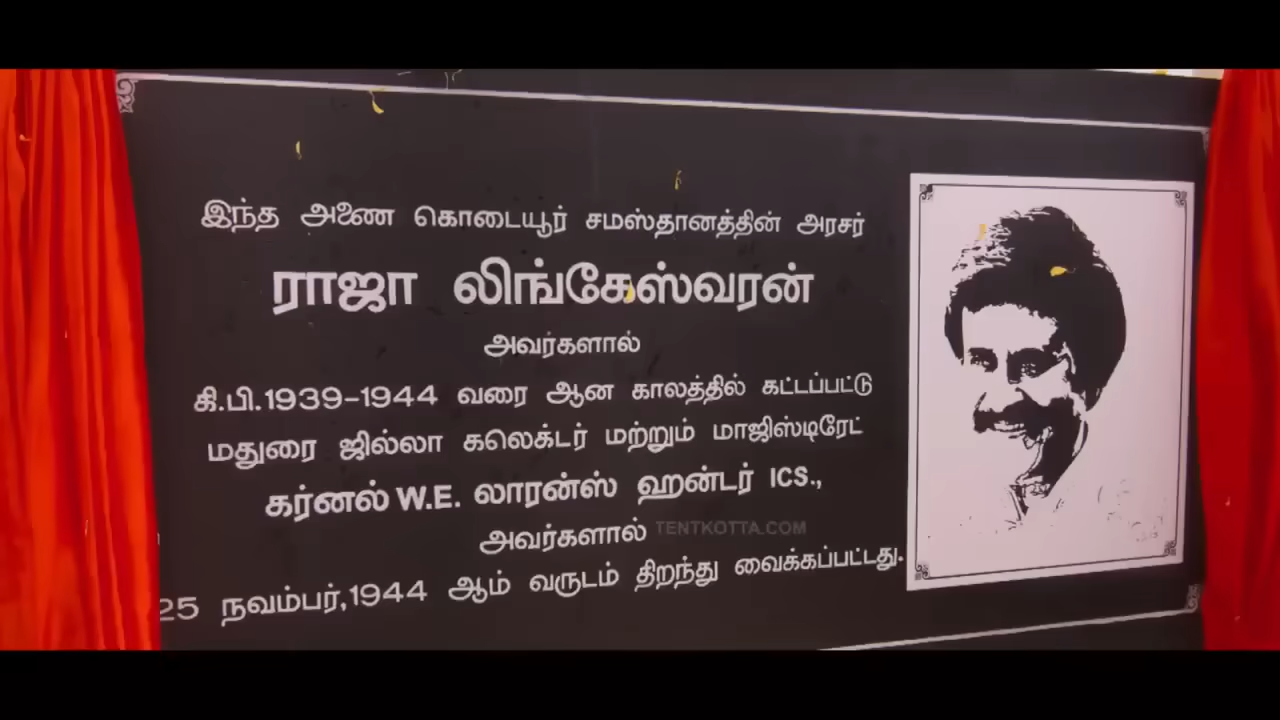 இந்த அணை கொடையூர் சமஸ்தானத்தின் அரசர்
ராஜா லிங்கேஸ்வரன்
அவர்களால்
கி.பி.1939-1944 வரை ஆன காலத்தில் கட்டப்பட்டு
மதுரை ஜில்லா கலெக்டர் மற்றும் மாஜிஸ்டிரேட்
கர்னல் W.E. லாரன்ஸ் ஹன்டர் ICS.,
அவர்களால்
TENTKOTTA.COM
25 நவம்பர்,1944 ஆம் வருடம் திறந்து வைக்கப்பட்டது.